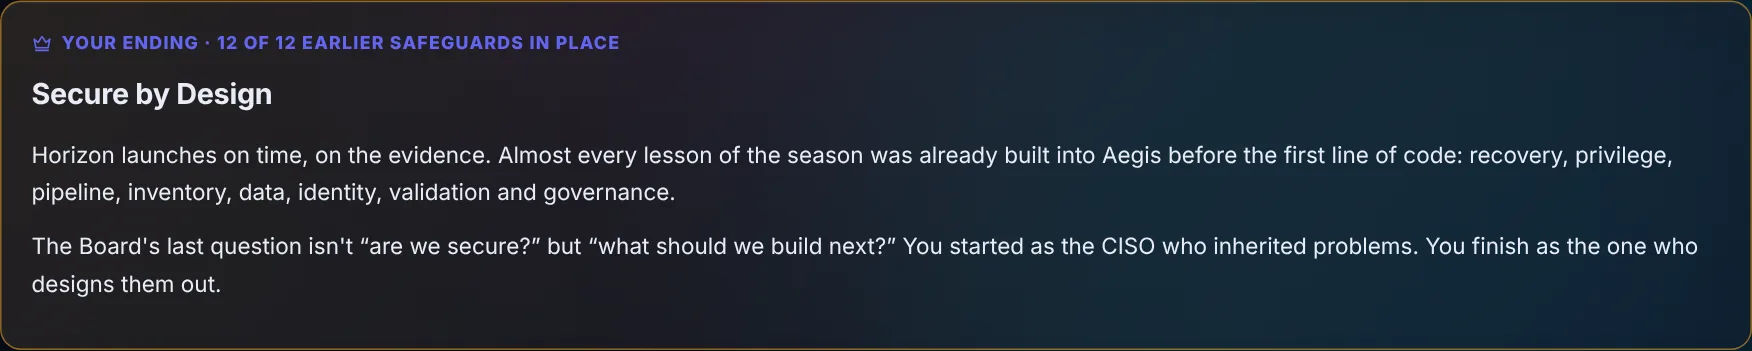 YOUR ENDING · 12 OF 12 EARLIER SAFEGUARDS IN PLACE
Secure by Design
Horizon launches on time, on the evidence. Almost every lesson of the season was already built into Aegis before the first line of code: recovery, privilege,
pipeline, inventory, data, identity, validation and governance.
The Board's last question isn't “are we secure?” but “what should we build next?” You started as the CISO who inherited problems. You finish as the one who
designs them out.